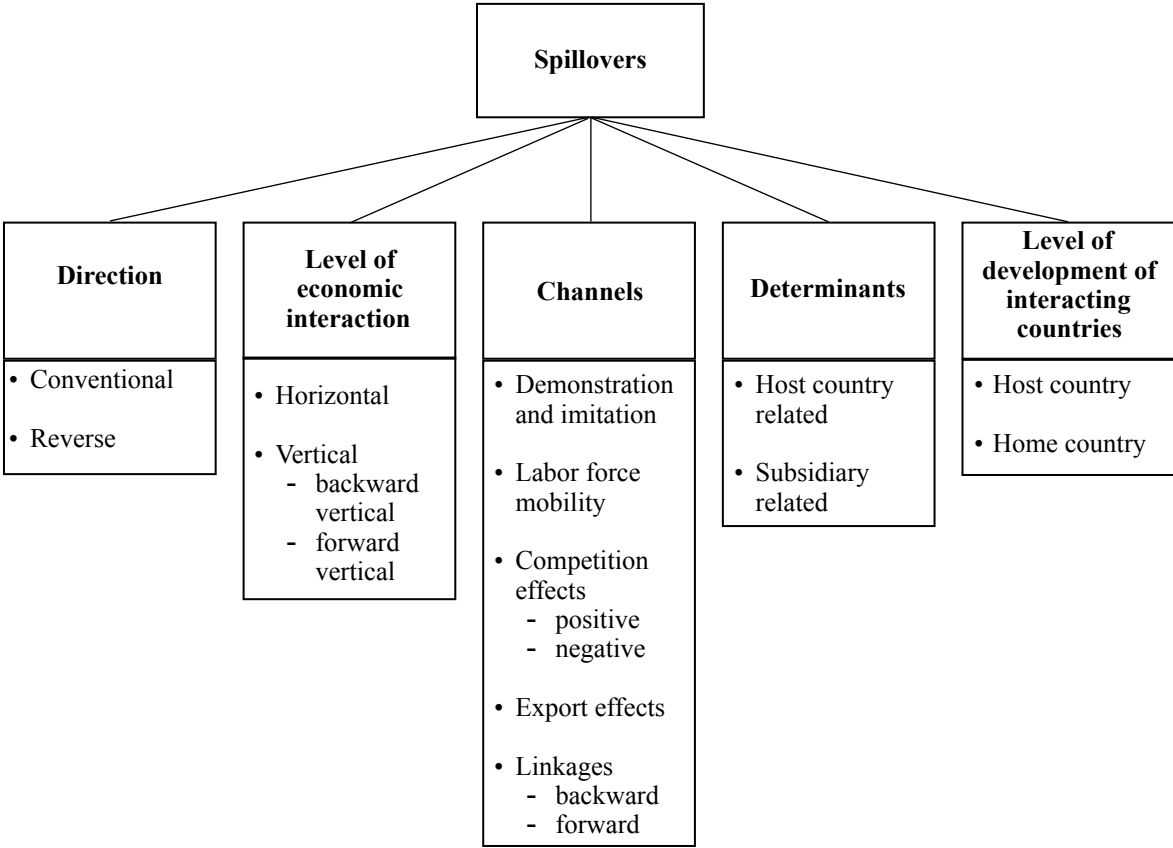 Spillovers
Direction
• Conventional
• Reverse
Level of
economic
interaction
• Horizontal
• Vertical
- backward
vertical
- forward
vertical
Channels
• Demonstration
and imitation
• Labor force
mobility
• Competition
effects
- positive
- negative
• Export effects
• Linkages
- backward
- forward
Determinants
• Host country
related
• Subsidiary
related
Level of
development of
interacting
countries
• Host country
• Home country